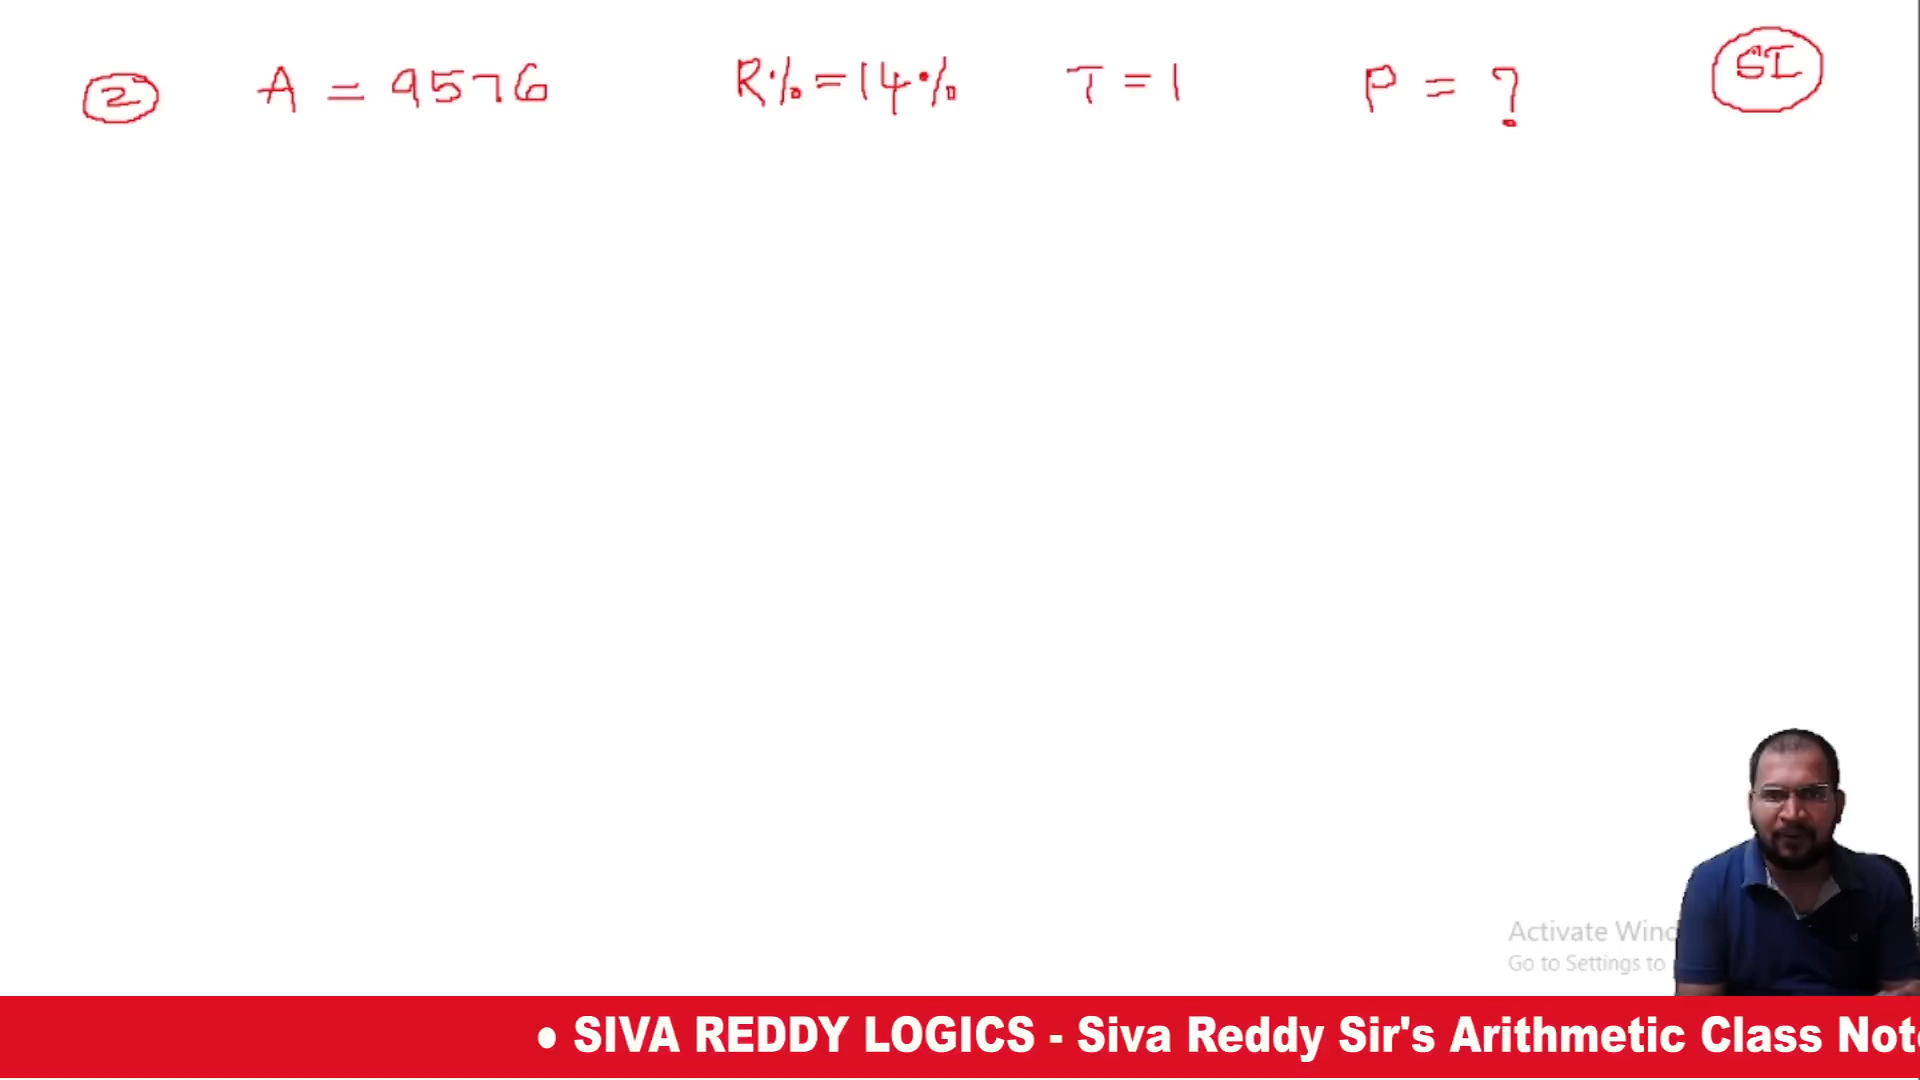 ② A = 9576 R% = 14% T = 1 P = ? SI
Activate Wind
Go to Settings to
• SIVA REDDY LOGICS - Siva Reddy Sir's Arithmetic Class Not